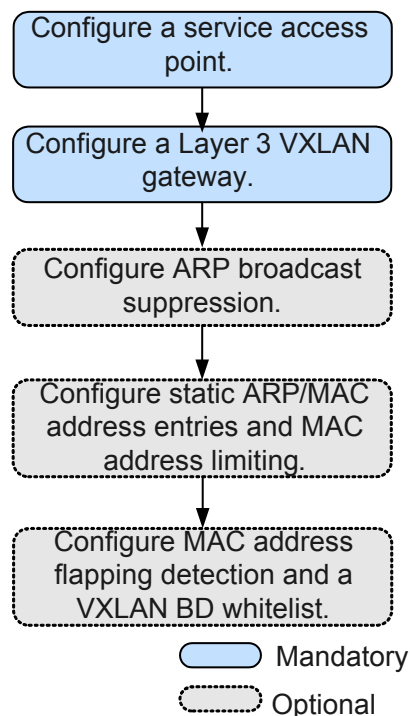 Configure a service access
point.
Configure a Layer 3 VXLAN
gateway.
Configure ARP broadcast
suppression.
Configure static ARP/MAC
address entries and MAC
address limiting.
Configure MAC address
flapping detection and a
VXLAN BD whitelist.
Mandatory
Optional